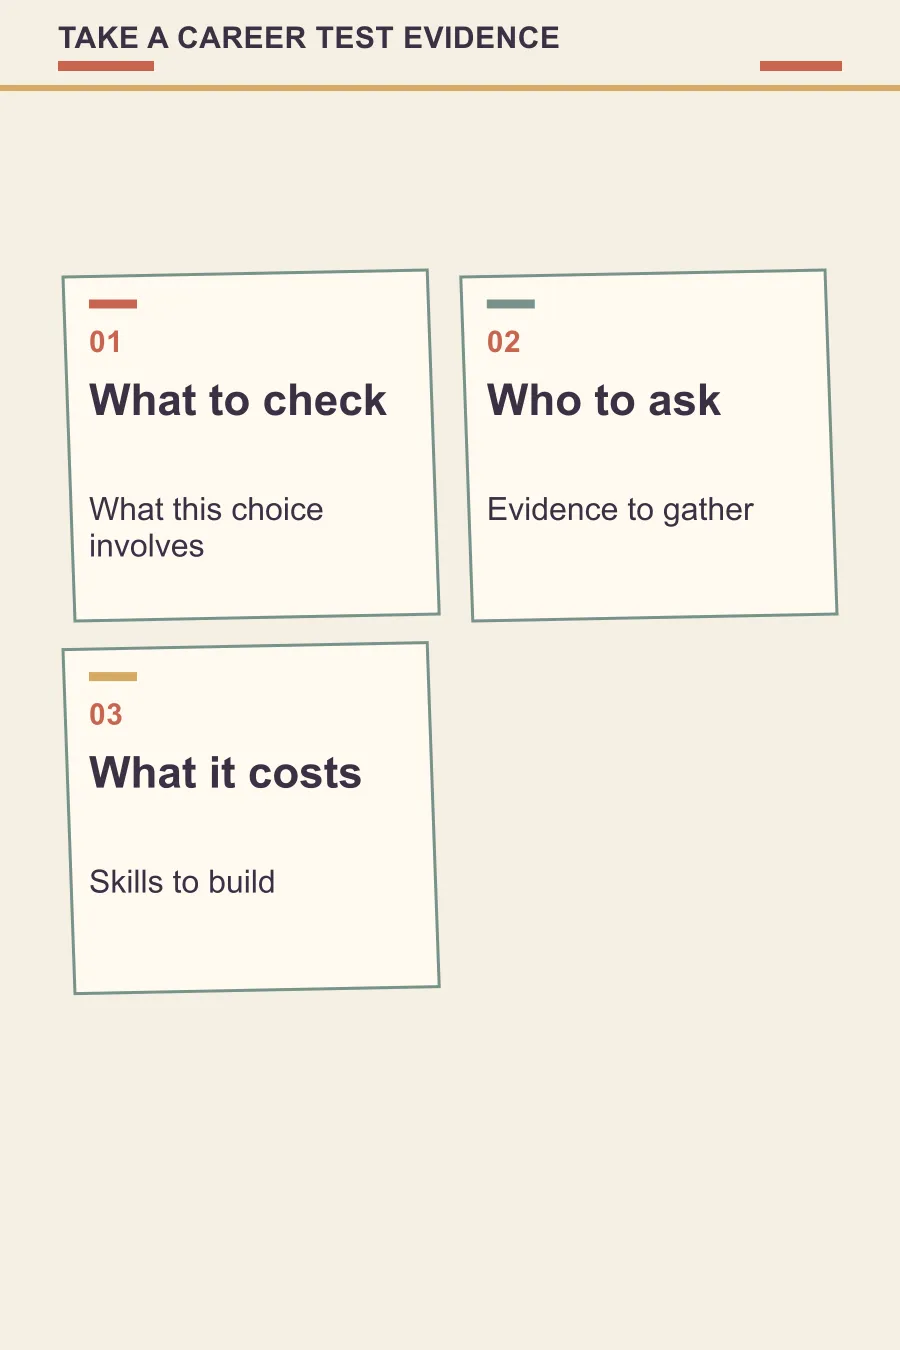 TAKE A CAREER TEST EVIDENCE
01
What to check
What this choice
involves
02
Who to ask
Evidence to gather
03
What it costs
Skills to build